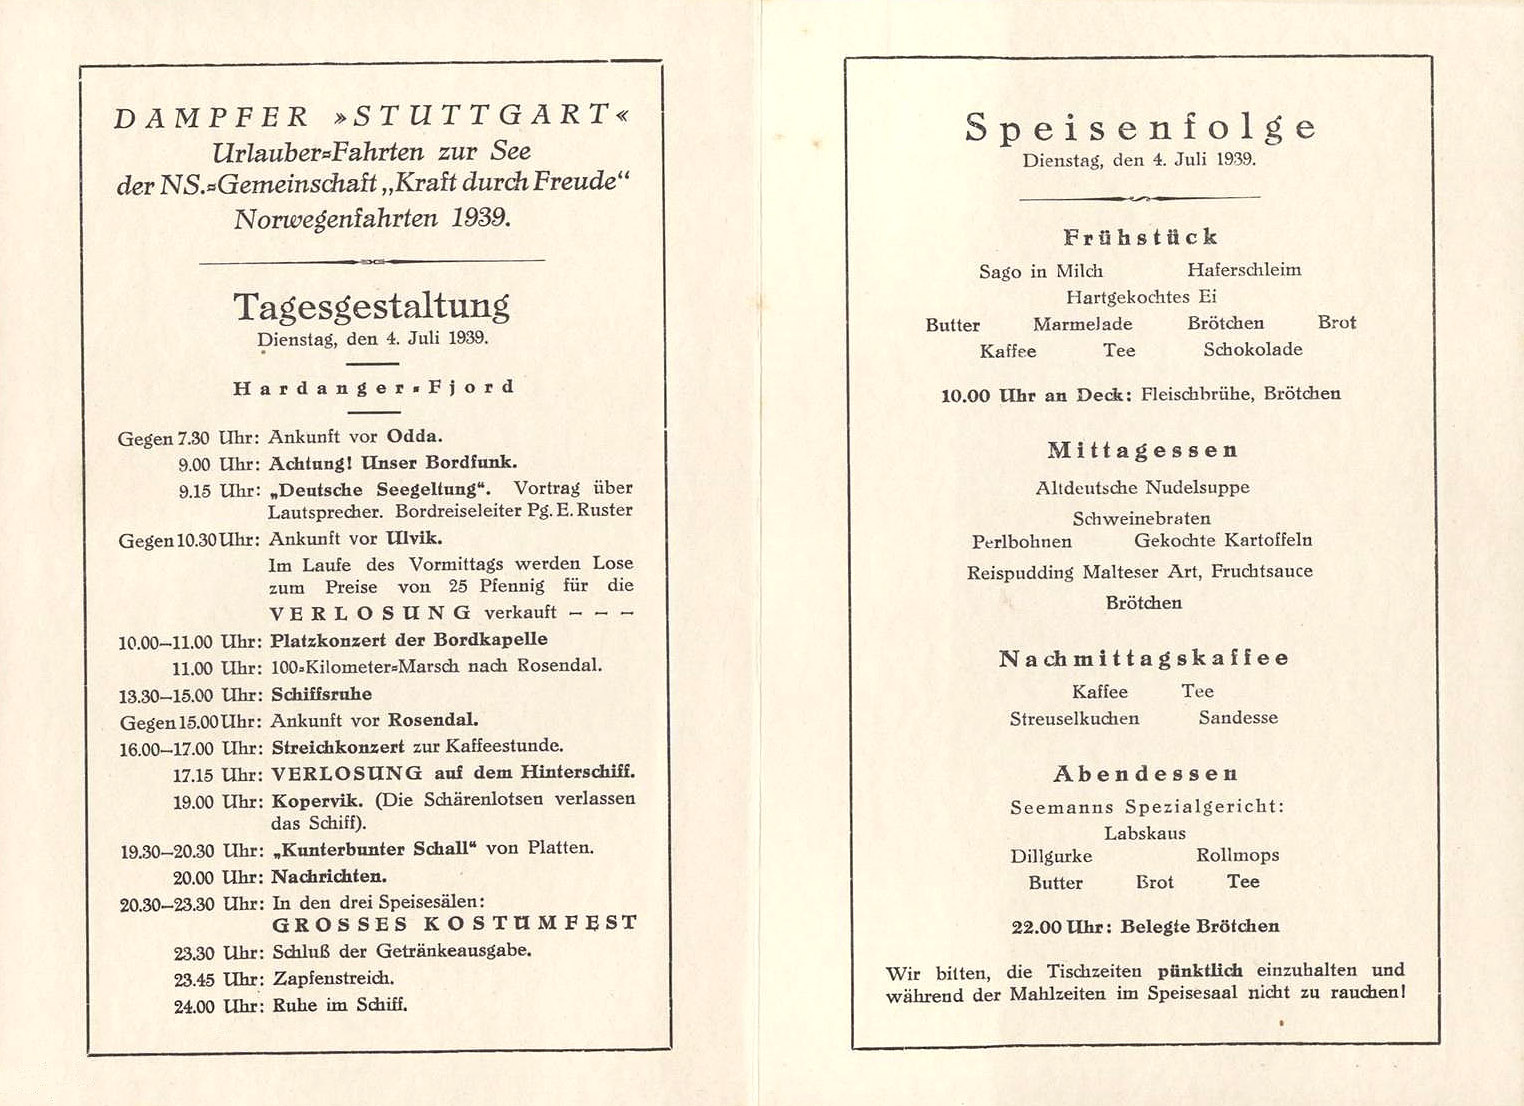 DAMPFER »STUTTGART«
Urlauber=Fahrten zur See
der NS.=Gemeinschaft „Kraft durch Freude“
Norwegenfahrten 1939.
Tagesgestaltung
Dienstag, den 4. Juli 1939.
Hardanger=Fjord
Gegen 7.30 Uhr: Ankunft vor Odda.
9.00 Uhr: Achtung! Unser Bordfunk.
9.15 Uhr: „Deutsche Seegeltung“. Vortrag über
Lautsprecher. Bordreiseleiter Pg. E. Ruster
Gegen 10.30 Uhr: Ankunft vor Ulvik.
Im Laufe des Vormittags werden Lose
zum Preise von 25 Pfennig für die
VERLOSUNG verkauft – – –
10.00–11.00 Uhr: Platzkonzert der Bordkapelle
11.00 Uhr: 100=Kilometer=Marsch nach Rosendal.
13.30–15.00 Uhr: Schiffsruhe
Gegen 15.00 Uhr: Ankunft vor Rosendal.
16.00–17.00 Uhr: Streichkonzert zur Kaffeestunde.
17.15 Uhr: VERLOSUNG auf dem Hinterschiff.
19.00 Uhr: Kopervik. (Die Schärenlotsen verlassen
das Schiff).
19.30–20.30 Uhr: „Kunterbunter Schall“ von Platten.
20.00 Uhr: Nachrichten.
20.30–23.30 Uhr: In den drei Speisesälen:
GROSSES KOSTUMFEST
23.30 Uhr: Schluß der Getränkeausgabe.
23.45 Uhr: Zapfenstreich.
24.00 Uhr: Ruhe im Schiff.
Speisenfolge
Dienstag, den 4. Juli 1939.
Frühstück
Sago in Milch Haferschleim
Hartgekochtes Ei
Butter Marmelade Brötchen Brot
Kaffee Tee Schokolade
10.00 Uhr an Deck: Fleischbrühe, Brötchen
Mittagessen
Altdeutsche Nudelsuppe
Schweinebraten
Perlbohnen Gekochte Kartoffeln
Reispudding Malteser Art, Fruchtsauce
Brötchen
Nachmittagskaffee
Kaffee Tee
Streuselkuchen Sandesse
Abendessen
Seemanns Spezialgericht:
Labskaus
Dillgurke Rollmops
Butter Brot Tee
22.00 Uhr: Belegte Brötchen
Wir bitten, die Tischzeiten pünktlich einzuhalten und
während der Mahlzeiten im Speisesaal nicht zu rauchen!